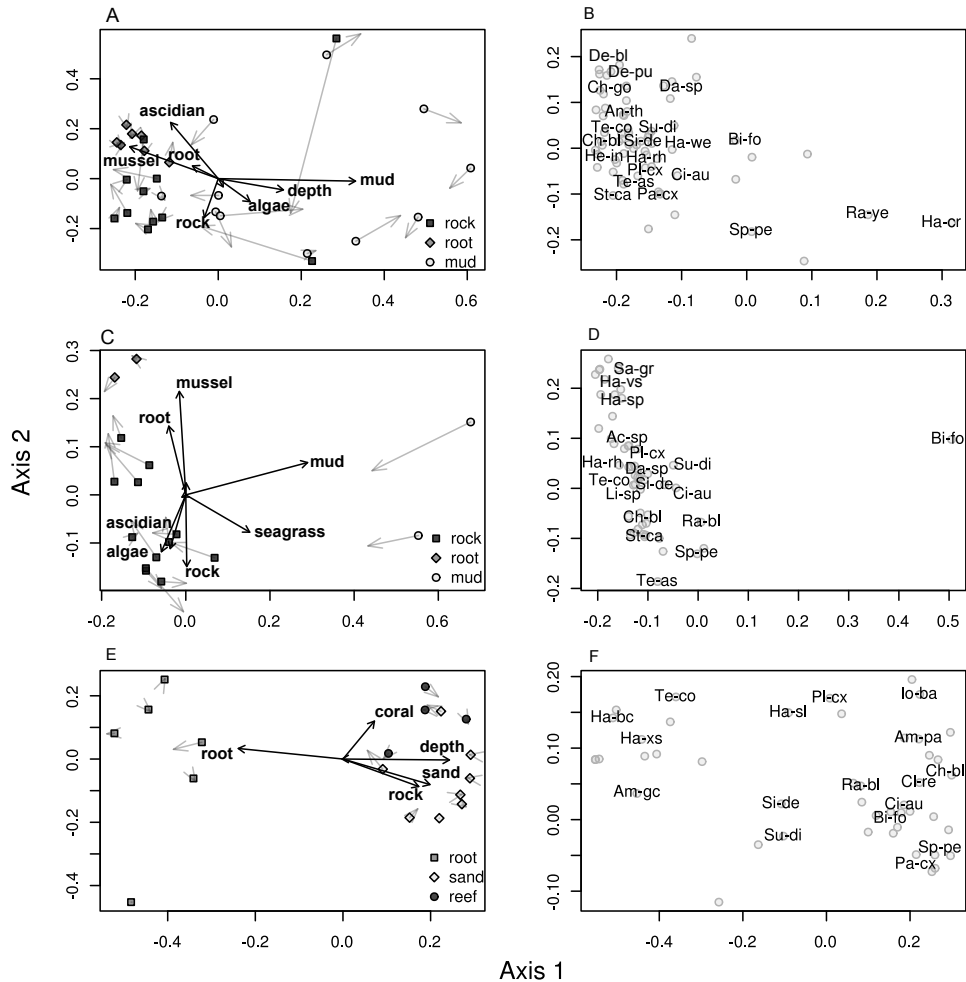 A
0.4
0.2
0.0
-0.2
ascidian
mussel
root
mud
depth
algae
rock
rock
root
mud
-0.2
0.0
0.2
0.4
0.6
B
0.2
0.1
0.0
-0.1
-0.2
De-bl
De-pu
Ch-go
Da-sp
An-th
Te-co
Su-di
Ch-bl
Si-de
Ha-we
Bi-fo
He-in
Ha-rh
Pl-cx
Ci-au
Te-as
St-ca
Pa-cx
Ra-ye
Sp-pe
Ha-cr
-0.2
-0.1
0.0
0.1
0.2
0.3
C
0.3
0.2
0.1
0.0
-0.1
mussel
root
mud
ascidian
seagrass
algae
rock
rock
root
mud
-0.2
0.0
0.2
0.4
0.6
D
0.2
0.1
0.0
-0.1
-0.2
Sa-gr
Ha-vs
Ha-sp
Ac-sp
Bi-fo
Pl-cx
Ha-rh
Su-di
Da-sp
Te-co
Si-de
Li-sp
Ci-au
Ch-bl
Ra-bl
St-ca
Sp-pe
Te-as
-0.2
-0.1
0.0
0.1
0.2
0.3
0.4
0.5
E
0.2
0.0
-0.2
-0.4
coral
root
depth
sand
rock
root
sand
reef
-0.4
-0.2
0.0
0.2
F
0.20
0.10
0.00
-0.10
Te-co
Pl-cx
Io-ba
Ha-bc
Ha-sl
Ha-xs
Am-pa
Ch-bl
Am-gc
Ra-bl
Cl-re
Si-de
Ci-au
Bi-fo
Su-di
Sp-pe
Pa-cx
-0.4
-0.2
0.0
0.2
Axis 2
Axis 1